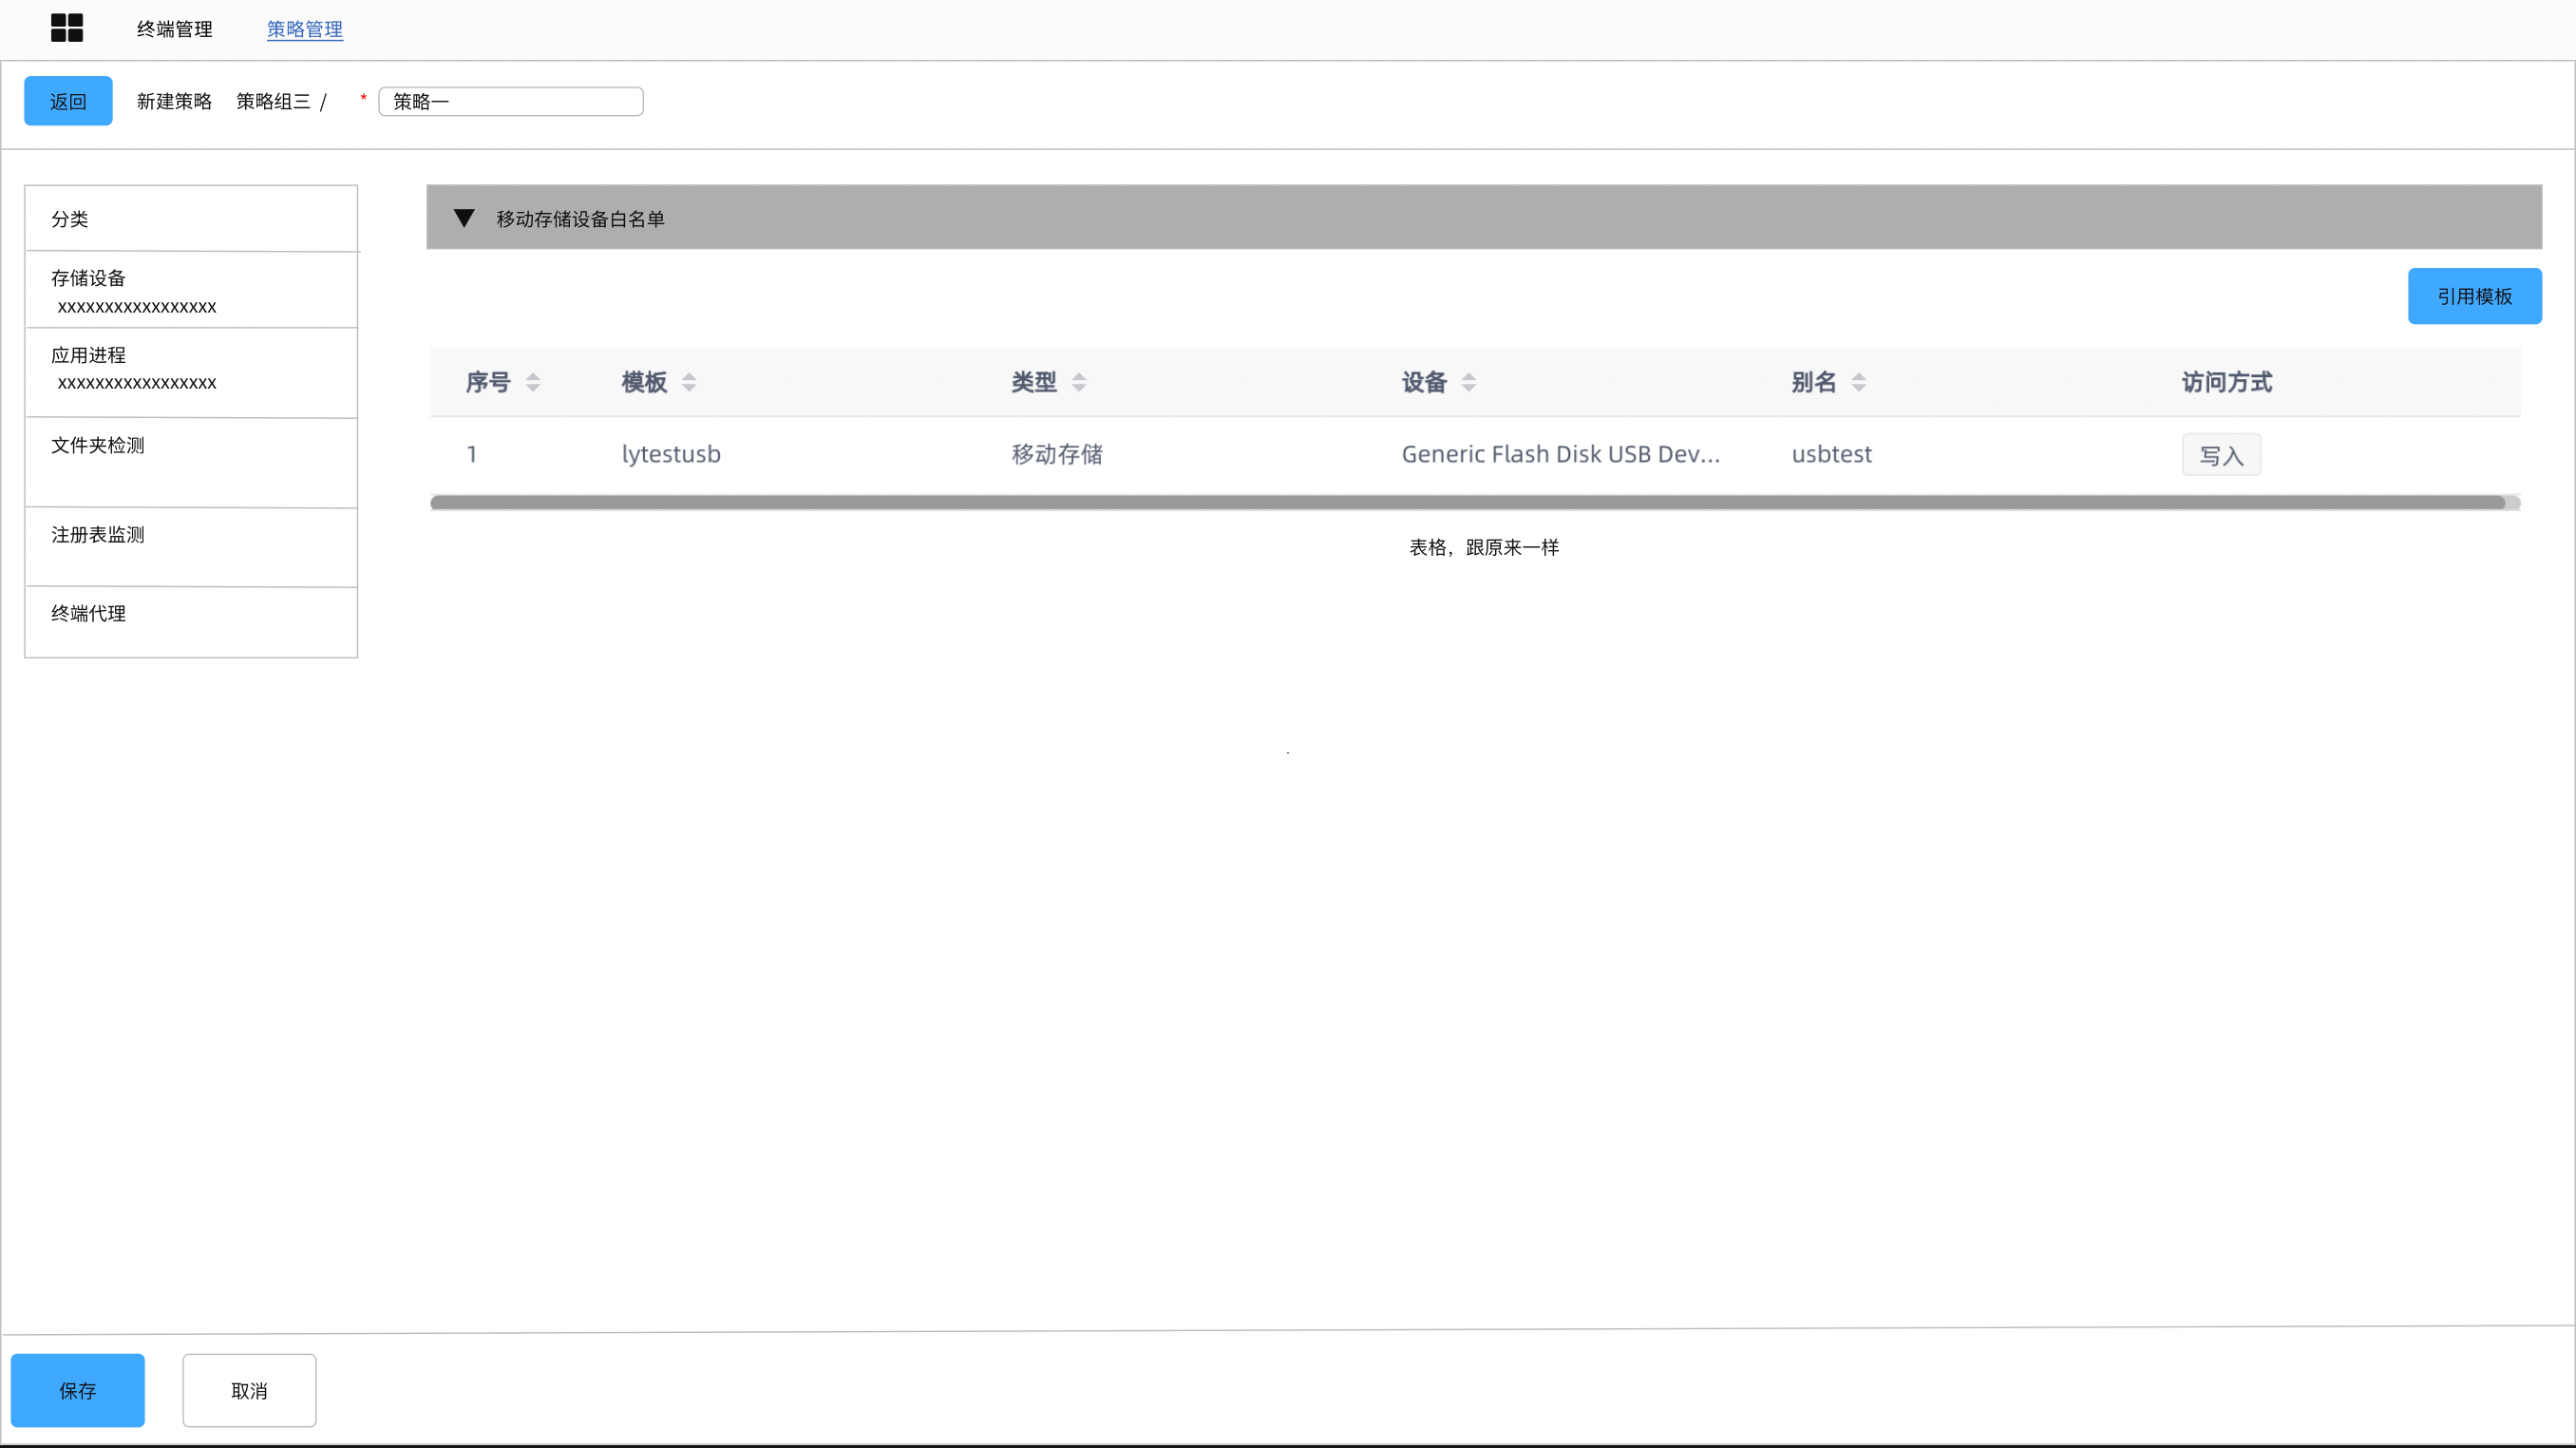 终端管理 策略管理
返回 新建策略 策略组三 / * 策略一
分类
存储设备
xxxxxxxxxxxxxxxxx
应用进程
xxxxxxxxxxxxxxxxx
文件夹检测
注册表监测
终端代理
移动存储设备白名单
引用模板
序号 模板 类型 设备 别名 访问方式
1 lytestusb 移动存储 Generic Flash Disk USB Dev... usbtest 写入
表格，跟原来一样
保存 取消